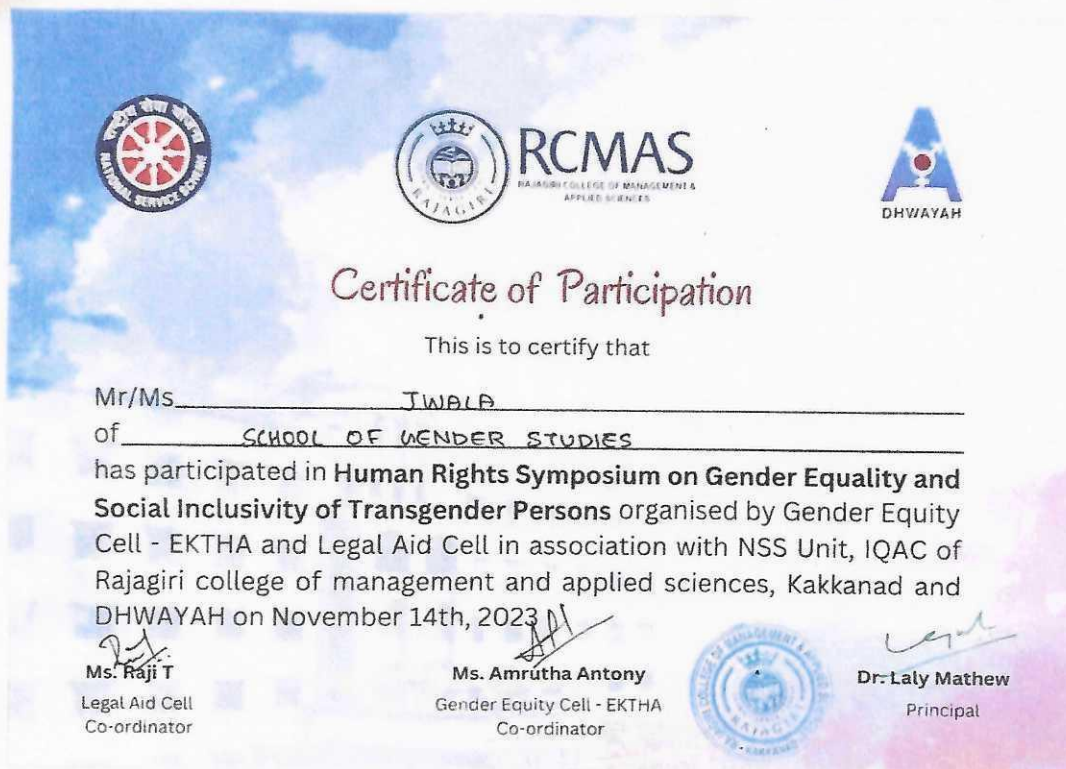 राष्ट्रीय सेवा योजना
NATIONAL SERVICE SCHEME
RAJAGIRI
RCMAS
RAJAGIRI COLLEGE OF MANAGEMENT &
APPLIED SCIENCES
DHWAYAH
Certificate of Participation
This is to certify that
Mr/Ms JWALA
of SCHOOL OF GENDER STUDIES
has participated in Human Rights Symposium on Gender Equality and
Social Inclusivity of Transgender Persons organised by Gender Equity
Cell - EKTHA and Legal Aid Cell in association with NSS Unit, IQAC of
Rajagiri college of management and applied sciences, Kakkanad and
DHWAYAH on November 14th, 2023
Ms. Raji T
Legal Aid Cell
Co-ordinator
Ms. Amrutha Antony
Gender Equity Cell - EKTHA
Co-ordinator
RAJAGIRI
KAKKANAD
Dr. Laly Mathew
Principal